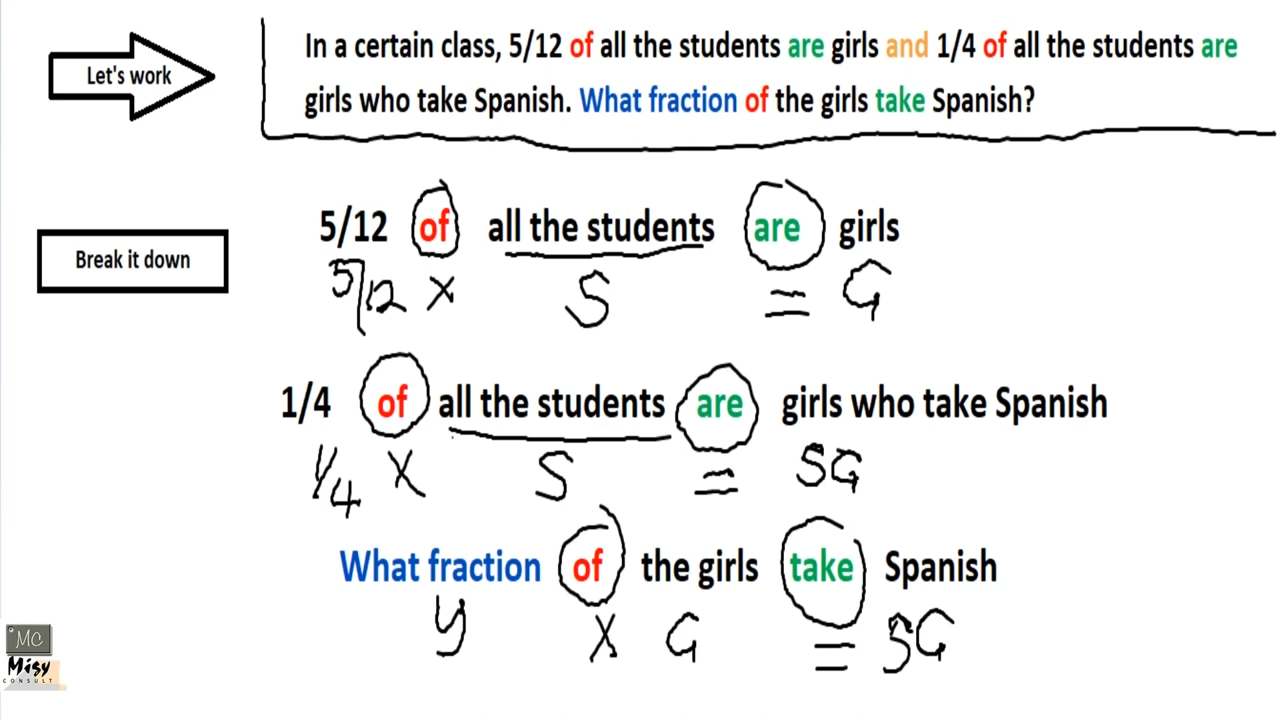 Let's work
In a certain class, 5/12 of all the students are girls and 1/4 of all the students are
girls who take Spanish. What fraction of the girls take Spanish?
Break it down
5/12 of all the students are girls
5/12 x S = G
1/4 of all the students are girls who take Spanish
1/4 x S = SG
What fraction of the girls take Spanish
y x G = SG
MC
Misy
CONSULT